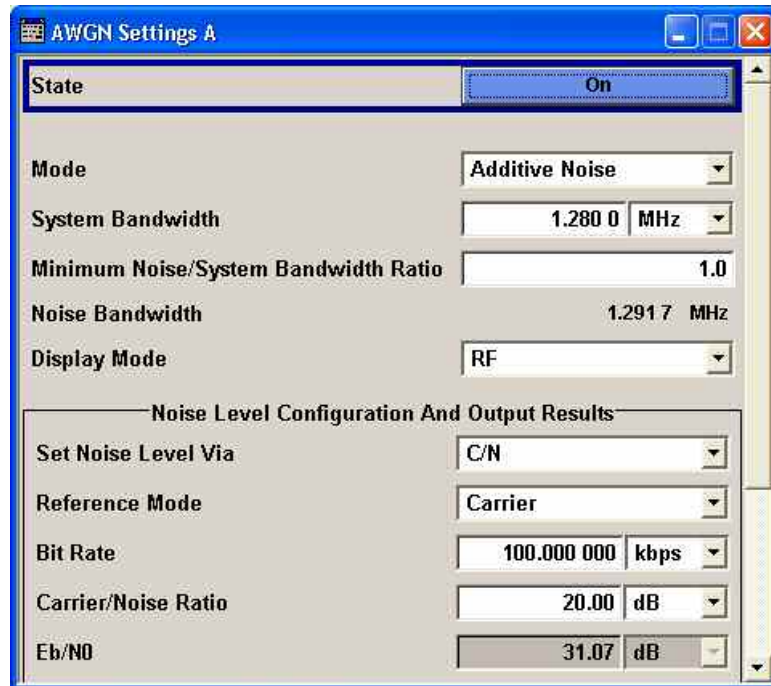 AWGN Settings A
State On
Mode Additive Noise
System Bandwidth 1.280 0 MHz
Minimum Noise/System Bandwidth Ratio 1.0
Noise Bandwidth 1.291 7 MHz
Display Mode RF
Noise Level Configuration And Output Results
Set Noise Level Via C/N
Reference Mode Carrier
Bit Rate 100.000 000 kbps
Carrier/Noise Ratio 20.00 dB
Eb/N0 31.07 dB